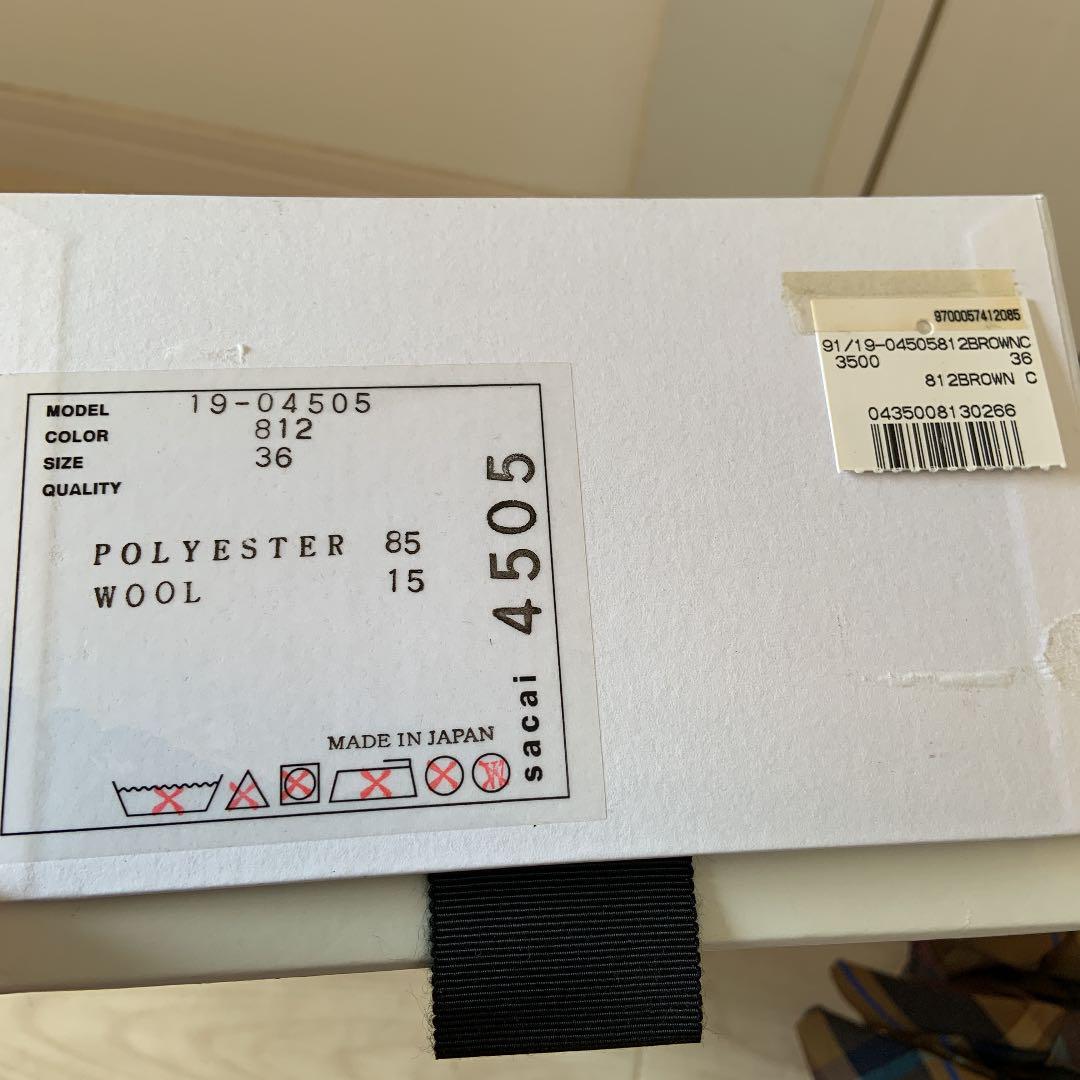 MODEL 19-04505
COLOR 812
SIZE 36
QUALITY
POLYESTER 85
WOOL 15
MADE IN JAPAN
sacai 4505
9700057412085
91/19-04505812BROWNC
3500 36
812BROWN C
0435008130266